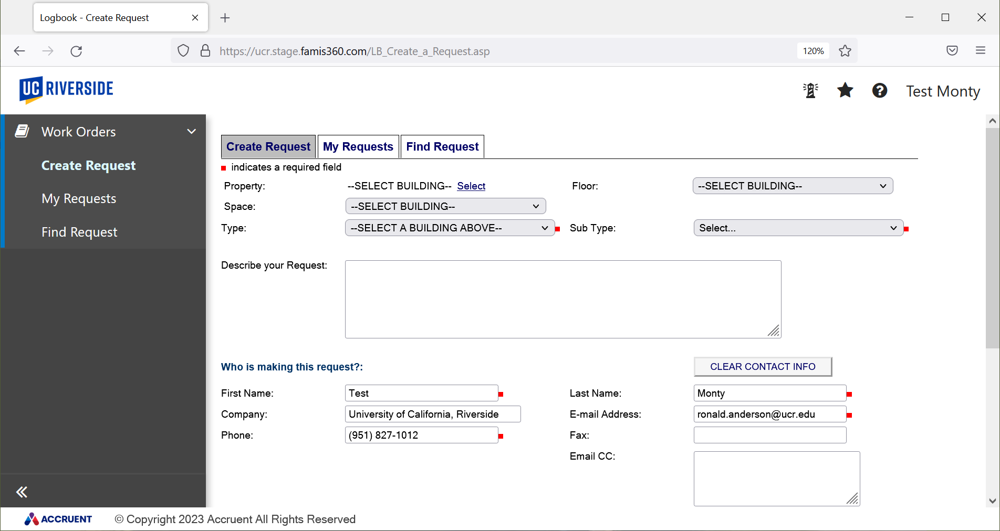 Logbook - Create Request
https://ucr.stage.famis360.com/LB_Create_a_Request.asp
120%
UC RIVERSIDE
Test Monty
Work Orders
Create Request
My Requests
Find Request
Create Request My Requests Find Request
indicates a required field
Property: --SELECT BUILDING-- Select Floor: --SELECT BUILDING--
Space: --SELECT BUILDING--
Type: --SELECT A BUILDING ABOVE-- Sub Type: Select...
Describe your Request:
Who is making this request?: CLEAR CONTACT INFO
First Name: Test Last Name: Monty
Company: University of California, Riverside E-mail Address: ronald.anderson@ucr.edu
Phone: (951) 827-1012 Fax:
Email CC:
ACCRUENT © Copyright 2023 Accruent All Rights Reserved